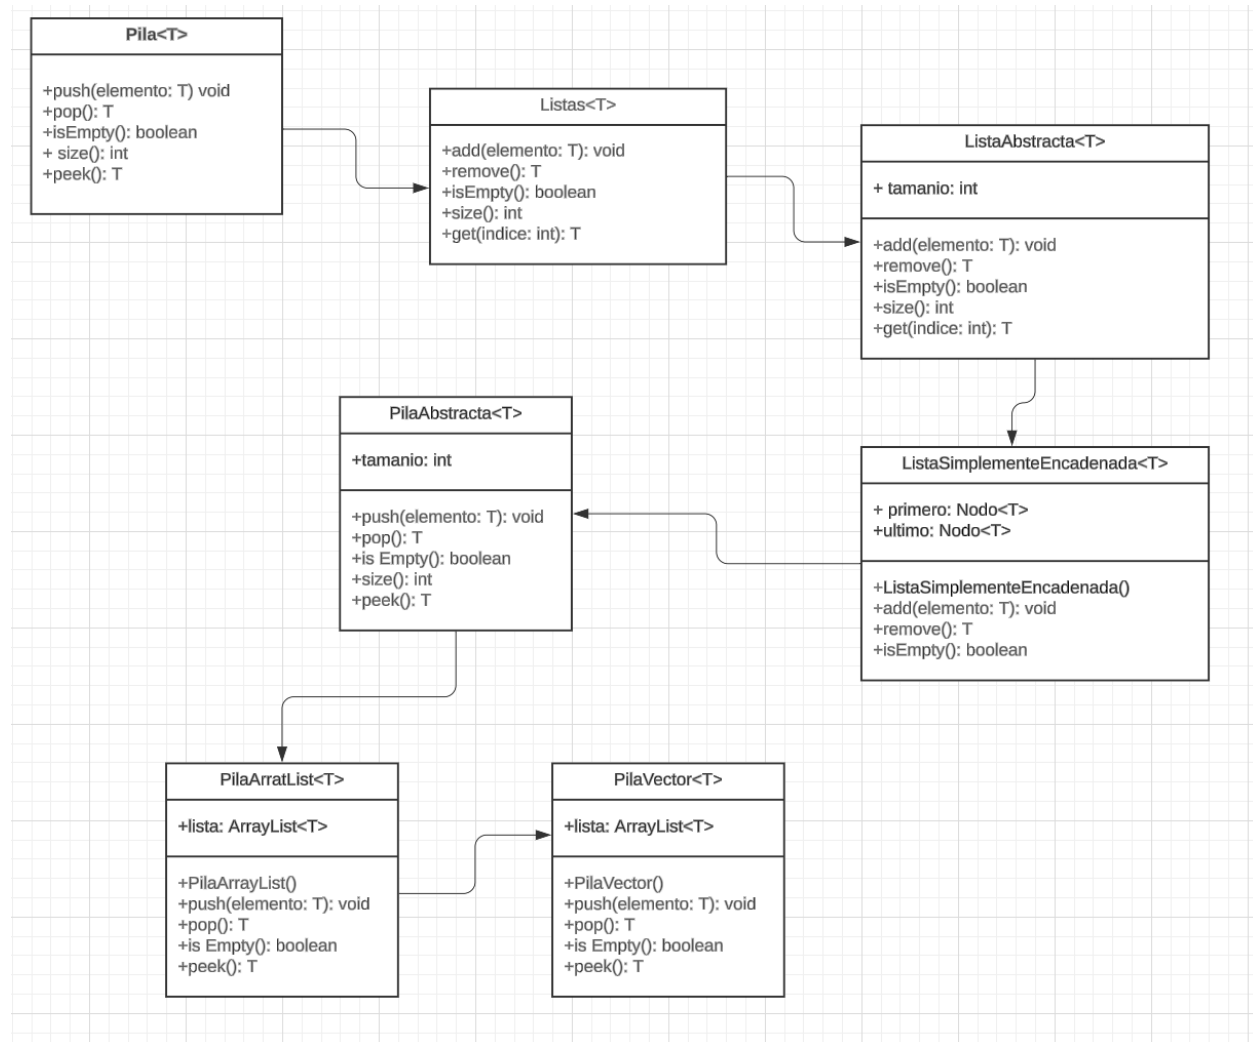 Pila<T>
+push(elemento: T) void
+pop(): T
+isEmpty(): boolean
+ size(): int
+peek(): T
Listas<T>
+add(elemento: T): void
+remove(): T
+isEmpty(): boolean
+size(): int
+get(indice: int): T
ListaAbstracta<T>
+ tamanio: int
+add(elemento: T): void
+remove(): T
+isEmpty(): boolean
+size(): int
+get(indice: int): T
PilaAbstracta<T>
+tamanio: int
+push(elemento: T): void
+pop(): T
+is Empty(): boolean
+size(): int
+peek(): T
ListaSimplementeEncadenada<T>
+ primero: Nodo<T>
+ultimo: Nodo<T>
+ListaSimplementeEncadenada()
+add(elemento: T): void
+remove(): T
+isEmpty(): boolean
PilaArratList<T>
+lista: ArrayList<T>
+PilaArrayList()
+push(elemento: T): void
+pop(): T
+is Empty(): boolean
+peek(): T
PilaVector<T>
+lista: ArrayList<T>
+PilaVector()
+push(elemento: T): void
+pop(): T
+is Empty(): boolean
+peek(): T